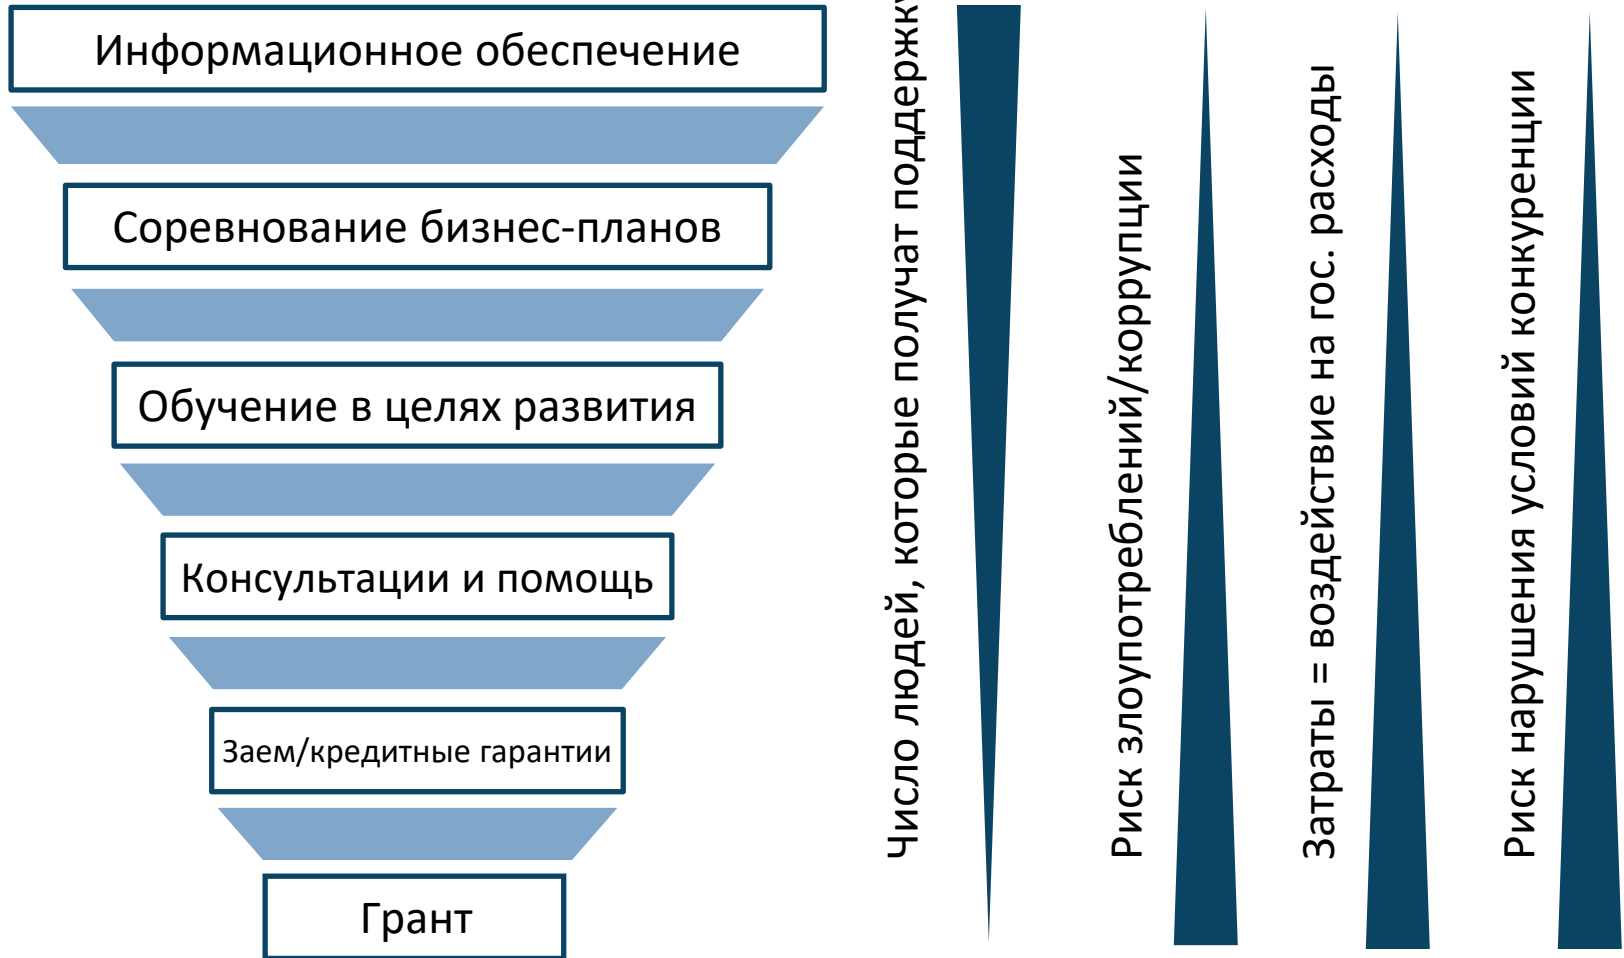 Информационное обеспечение
Соревнование бизнес-планов
Обучение в целях развития
Консультации и помощь
Заем/кредитные гарантии
Грант
Число людей, которые получат поддержку
Риск злоупотреблений/коррупции
Затраты = воздействие на гос. расходы
Риск нарушения условий конкуренции